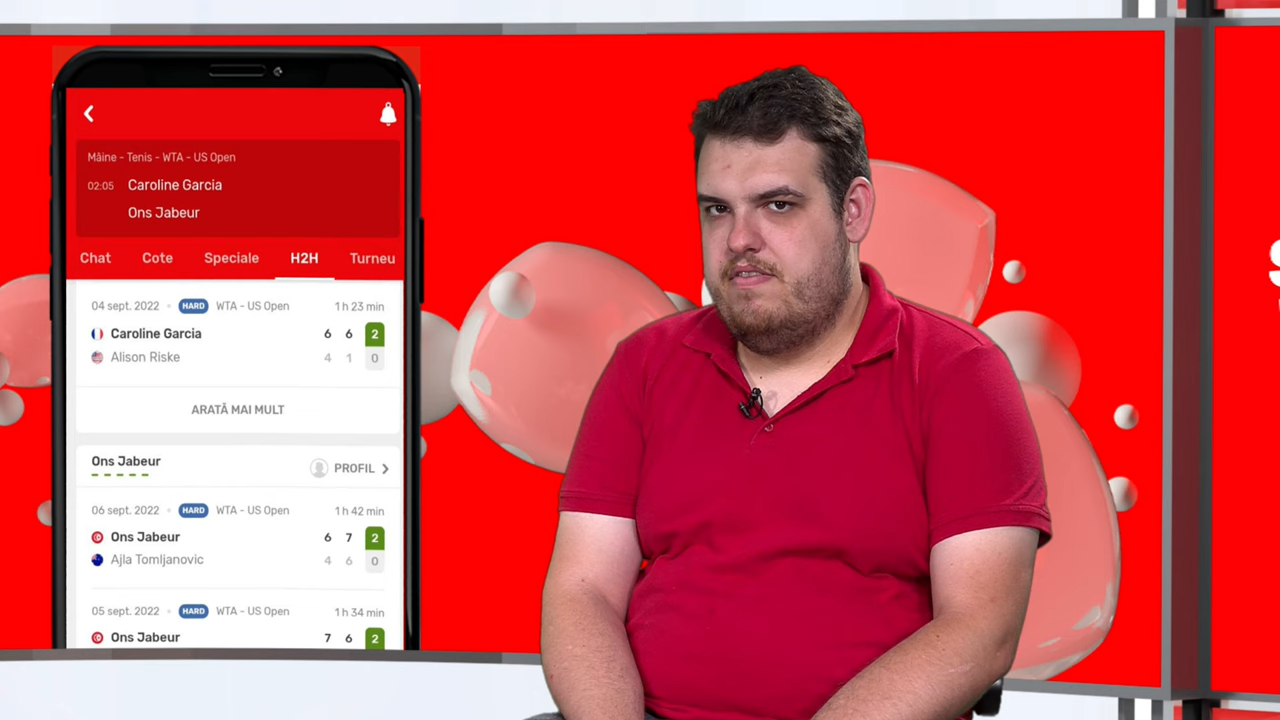 Mâine - Tenis - WTA - US Open
02:05 Caroline Garcia
Ons Jabeur
Chat Cote Speciale H2H Turneu
04 sept. 2022 HARD WTA - US Open 1 h 23 min
Caroline Garcia 6 6 2
Alison Riske 4 1 0
ARATĂ MAI MULT
Ons Jabeur
PROFIL
06 sept. 2022 HARD WTA - US Open 1 h 42 min
Ons Jabeur 6 7 2
Ajla Tomljanovic 4 6 0
05 sept. 2022 HARD WTA - US Open 1 h 34 min
Ons Jabeur 7 6 2